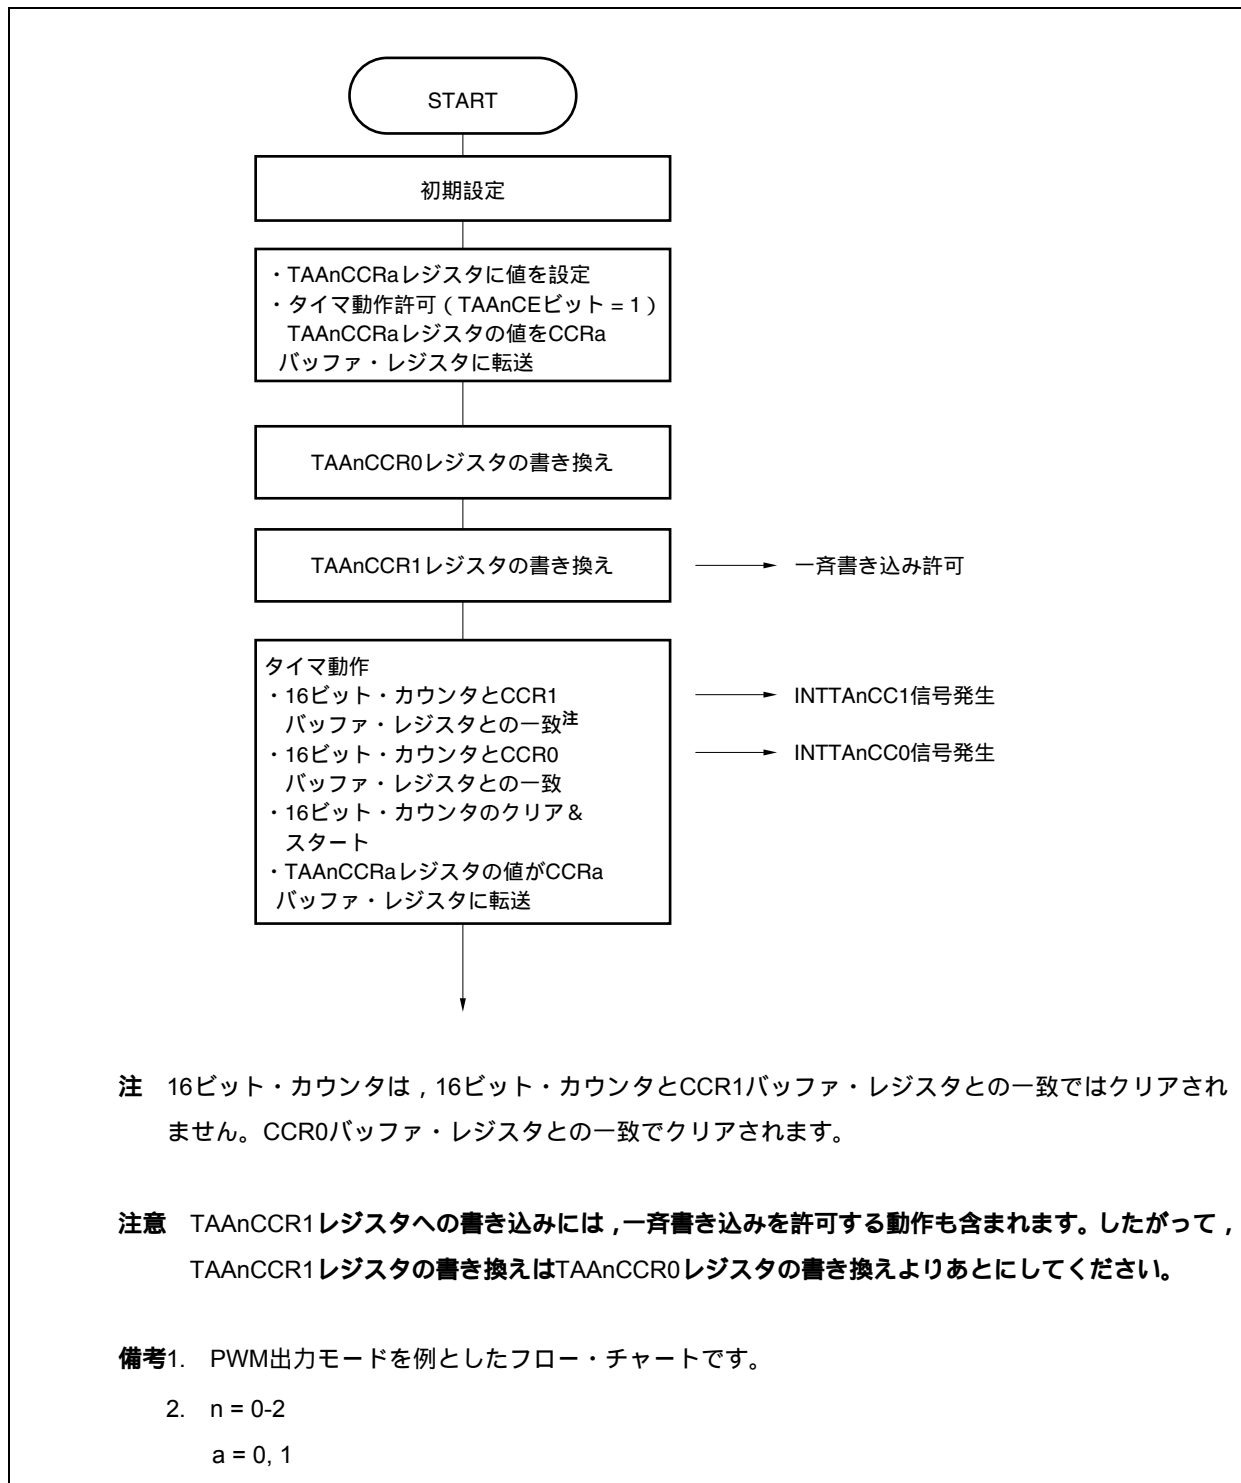 START
初期設定
・TAAnCCRaレジスタに値を設定
・タイマ動作許可（TAAnCEビット = 1）
TAAnCCRaレジスタの値をCCRa
バッファ・レジスタに転送
TAAnCCR0レジスタの書き換え
TAAnCCR1レジスタの書き換え
一斉書き込み許可
タイマ動作
・16ビット・カウンタとCCR1
バッファ・レジスタとの一致注
INTTAnCC1信号発生
・16ビット・カウンタとCCR0
バッファ・レジスタとの一致
INTTAnCC0信号発生
・16ビット・カウンタのクリア＆
スタート
・TAAnCCRaレジスタの値がCCRa
バッファ・レジスタに転送
注 16ビット・カウンタは，16ビット・カウンタとCCR1バッファ・レジスタとの一致ではクリアされ
ません。CCR0バッファ・レジスタとの一致でクリアされます。
注意 TAAnCCR1レジスタへの書き込みには，一斉書き込みを許可する動作も含まれます。したがって，
TAAnCCR1レジスタの書き換えはTAAnCCR0レジスタの書き換えよりあとにしてください。
備考1. PWM出力モードを例としたフロー・チャートです。
2. n = 0-2
a = 0, 1